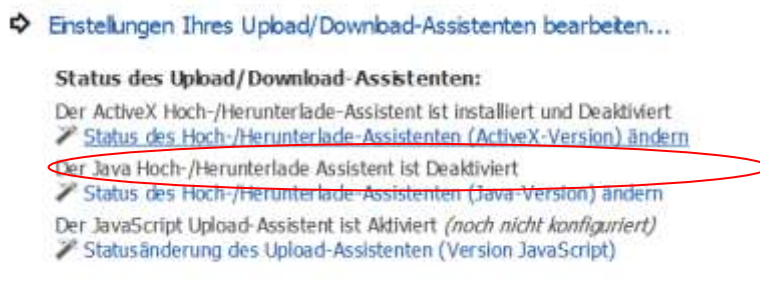 Einstellungen Ihres Upload/Download-Assistenten bearbeiten...
Status des Upload/Download-Assistenten:
Der ActiveX Hoch-/Herunterlade-Assistent ist installiert und Deaktiviert
Status des Hoch-/Herunterlade-Assistenten (ActiveX-Version) ändern
Der Java Hoch-/Herunterlade Assistent ist Deaktiviert
Status des Hoch-/Herunterlade-Assistenten (Java-Version) ändern
Der JavaScript Upload-Assistent ist Aktiviert (noch nicht konfiguriert)
Statusänderung des Upload-Assistenten (Version JavaScript)